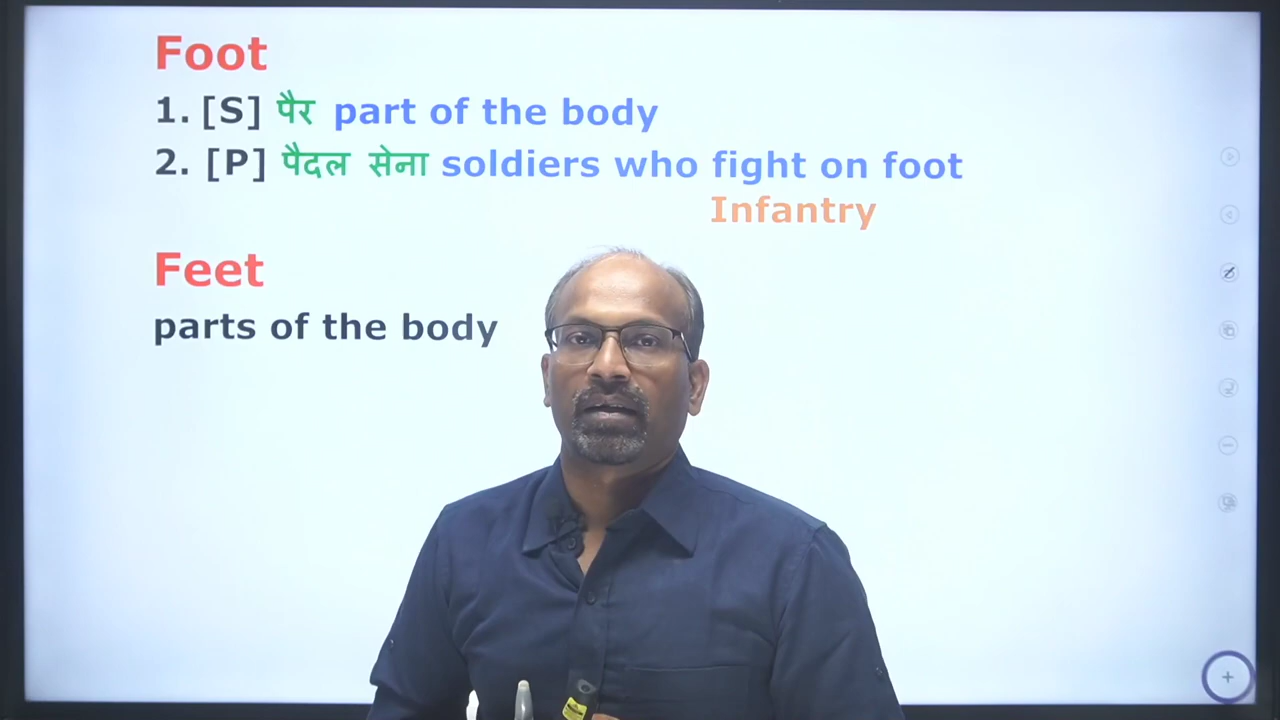 Foot
1. [S] पैर part of the body
2. [P] पैदल सेना soldiers who fight on foot
Infantry
Feet
parts of the body